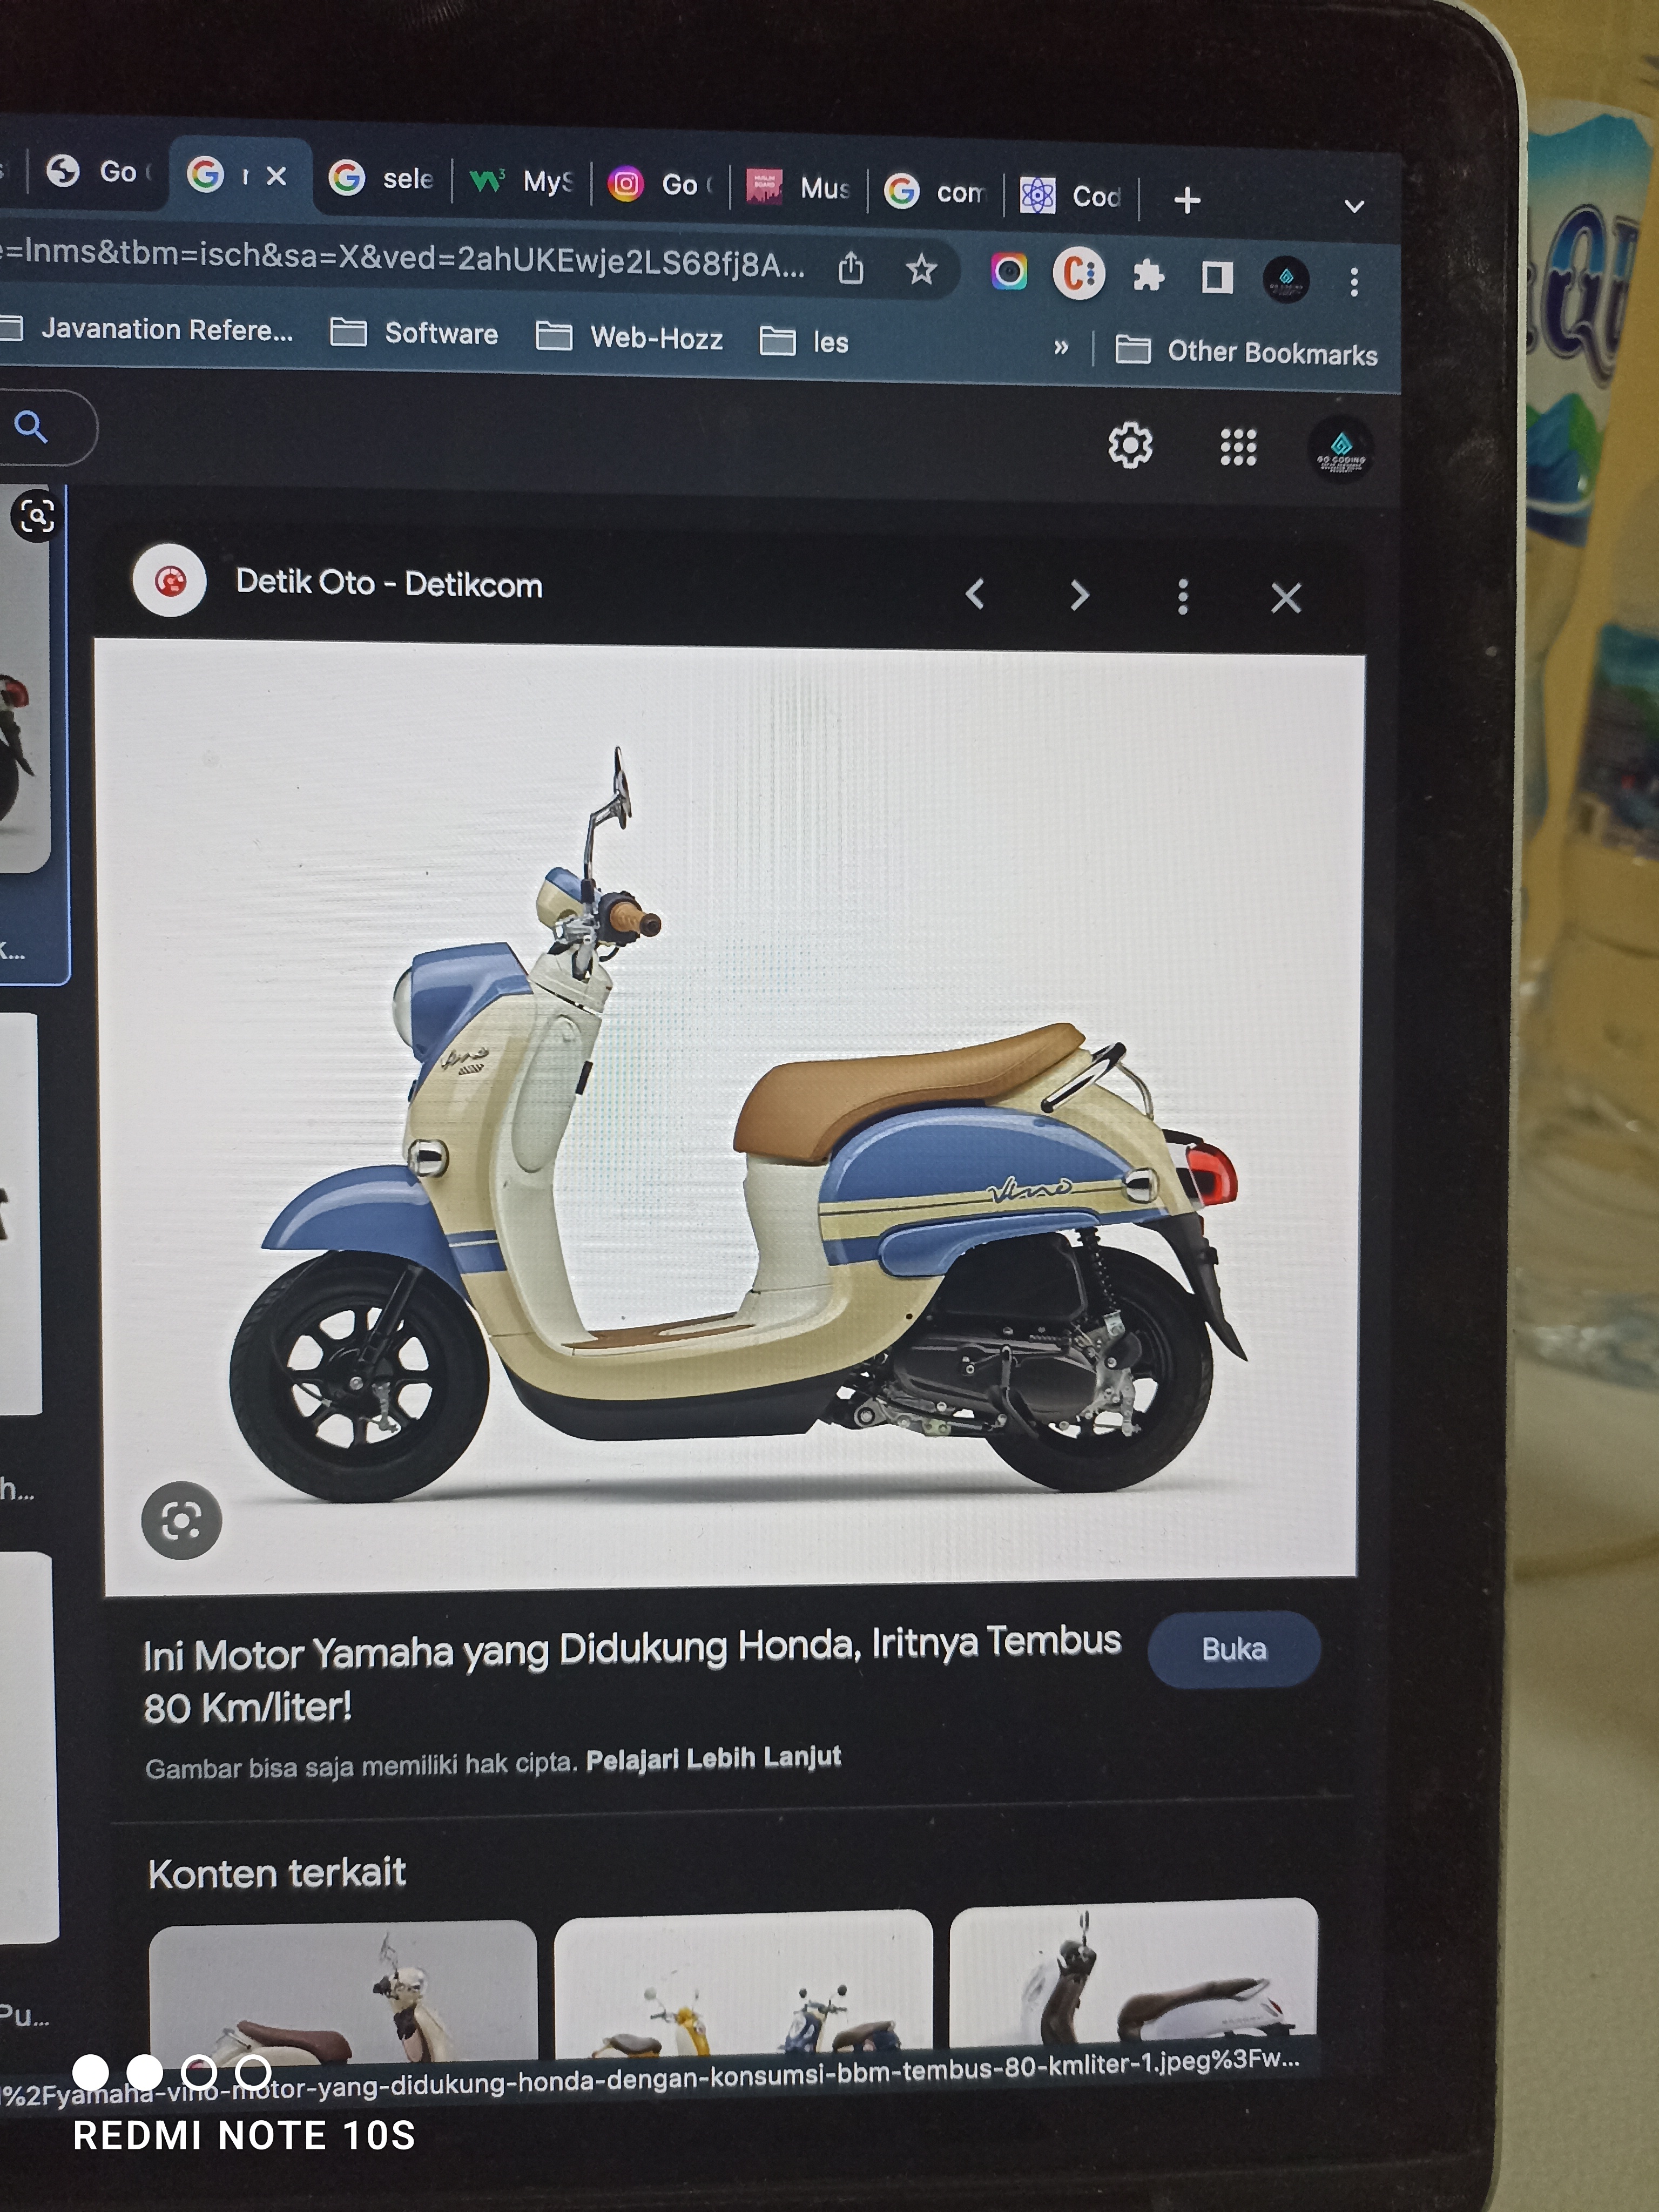 Go
sele
MyS
Go
Mus
com
Cod
=lnms&tbm=isch&sa=X&ved=2ahUKEwje2LS68fj8A...
Javanation Refere...
Software
Web-Hozz
les
»
Other Bookmarks
GO CODING
Detik Oto - Detikcom
Vino
Vino
Ini Motor Yamaha yang Didukung Honda, Iritnya Tembus
80 Km/liter!
Buka
Gambar bisa saja memiliki hak cipta. Pelajari Lebih Lanjut
Konten terkait
h...
Pu...
%2Fyamaha-vino-motor-yang-didukung-honda-dengan-konsumsi-bbm-tembus-80-kmliter-1.jpeg%3Fw...
REDMI NOTE 10S